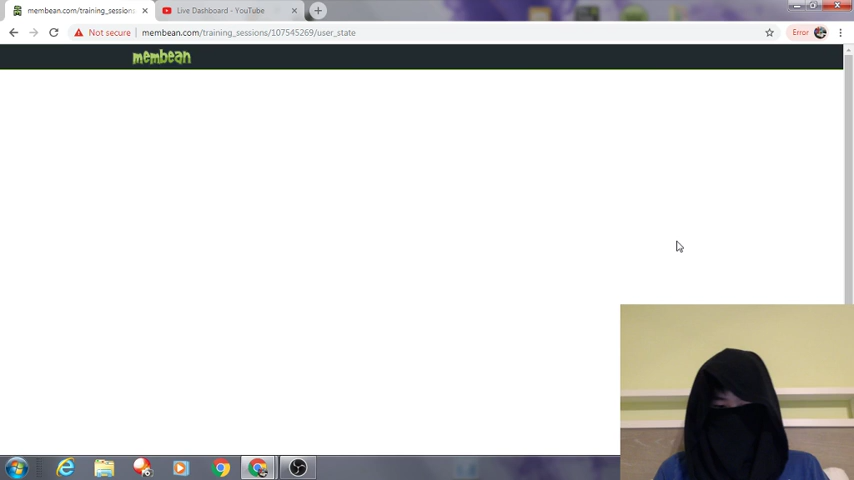 membean.com/training_sessions
Live Dashboard - YouTube
Not secure
membean.com/training_sessions/107545269/user_state
Error
membean